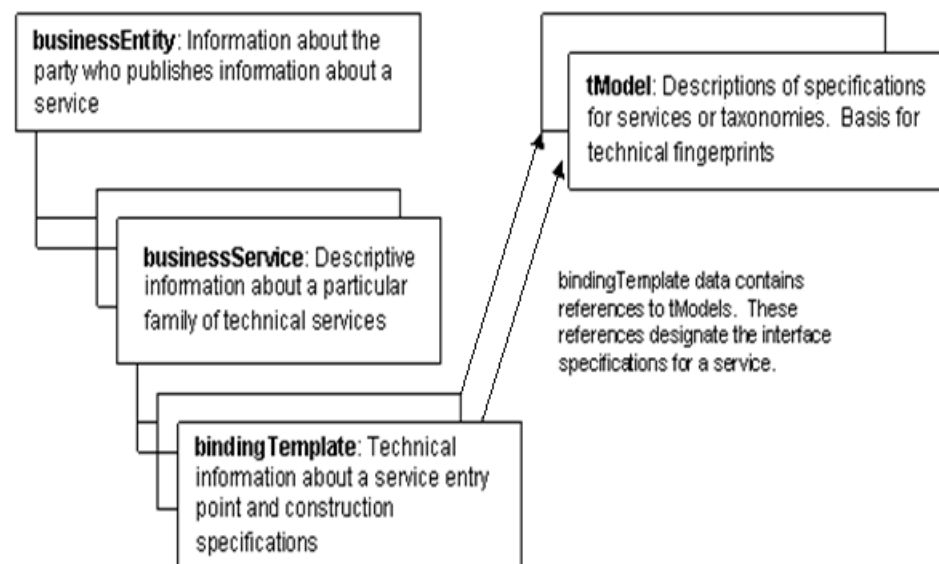 businessEntity: Information about the
party who publishes information about a
service
tModel: Descriptions of specifications
for services or taxonomies. Basis for
technical fingerprints
businessService: Descriptive
information about a particular
family of technical services
bindingTemplate data contains
references to tModels. These
references designate the interface
specifications for a service.
bindingTemplate: Technical
information about a service entry
point and construction
specifications